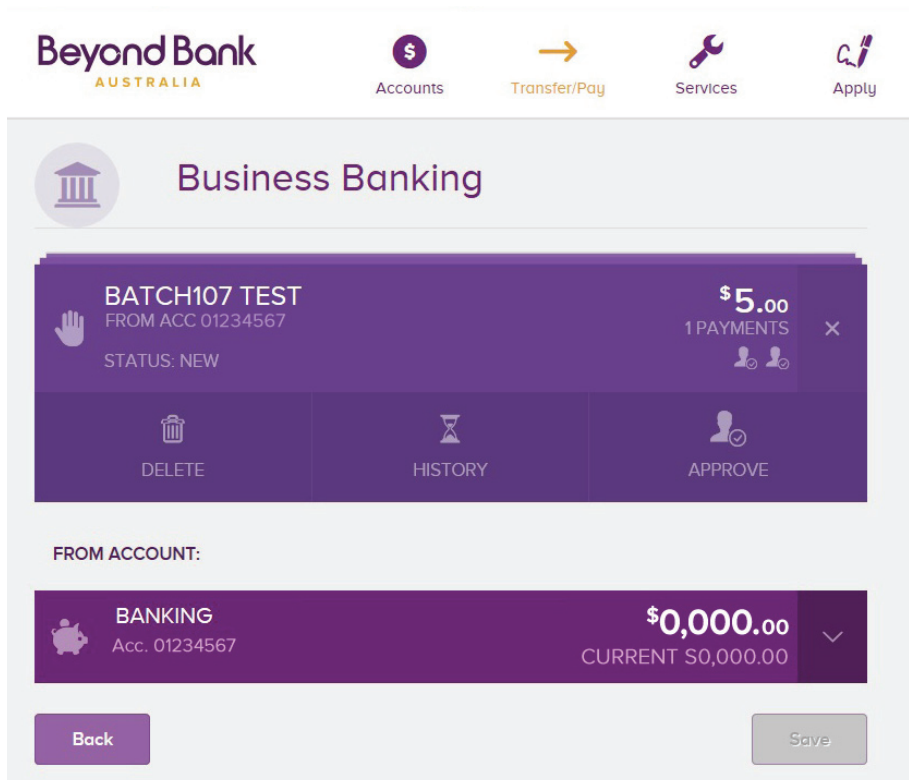 Beyond Bank
AUSTRALIA
$
Accounts
Transfer/Pay
Services
Apply
Business Banking
BATCH107 TEST
FROM ACC 01234567
STATUS: NEW
$5.00
1 PAYMENTS
×
DELETE
HISTORY
APPROVE
FROM ACCOUNT:
BANKING
Acc. 01234567
$0,000.00
CURRENT S0,000.00
Back
Save